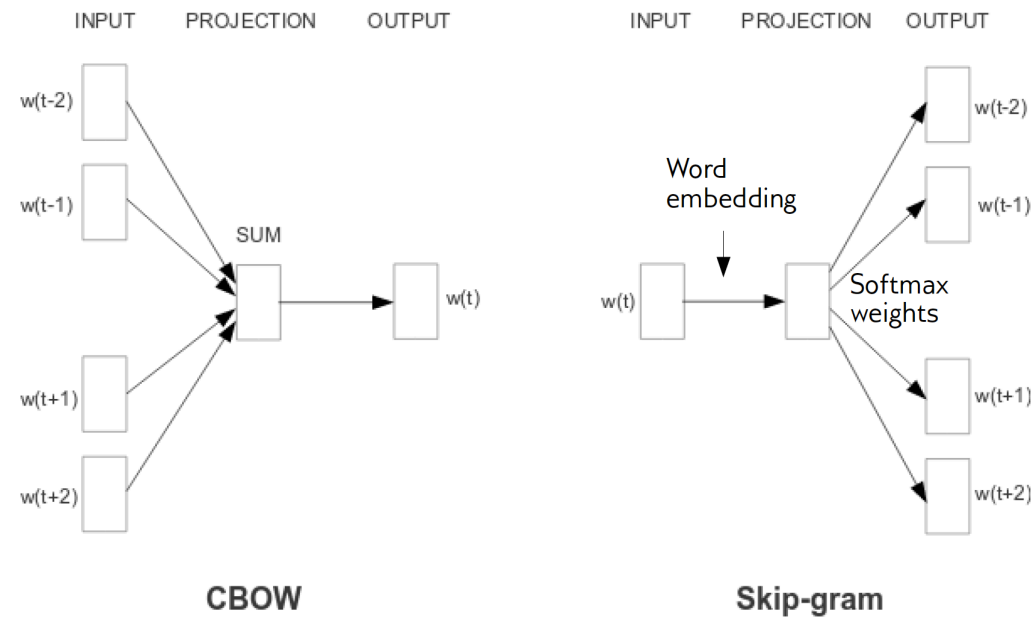 INPUT PROJECTION OUTPUT
w(t-2)
w(t-1)
SUM
w(t)
w(t+1)
w(t+2)
CBOW
INPUT PROJECTION OUTPUT
w(t-2)
Word
embedding
w(t-1)
w(t)
Softmax
weights
w(t+1)
w(t+2)
Skip-gram